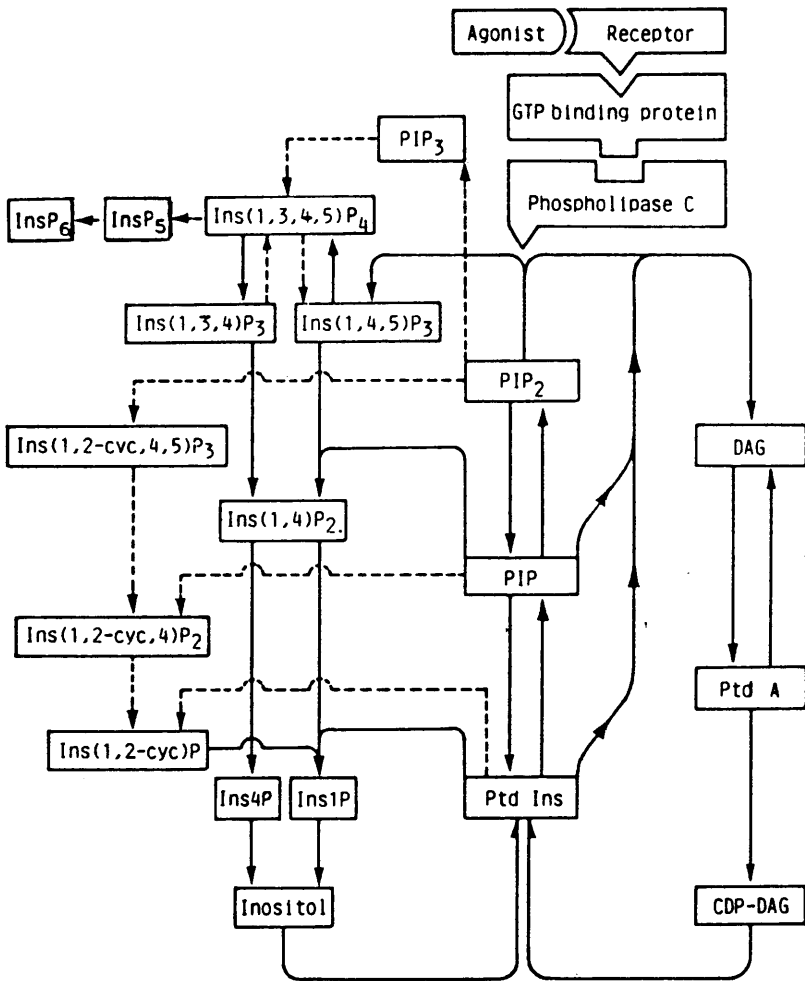 Agonist
Receptor
GTP binding protein
PIP3
Phospholipase C
InsP6
InsP5
Ins(1,3,4,5)P4
Ins(1,3,4)P3
Ins(1,4,5)P3
PIP2
Ins(1,2-cyc,4,5)P3
DAG
Ins(1,4)P2.
PIP
Ins(1,2-cyc,4)P2
Ptd A
Ins(1,2-cyc)P
Ins4P
Ins1P
Ptd Ins
Inositol
CDP-DAG